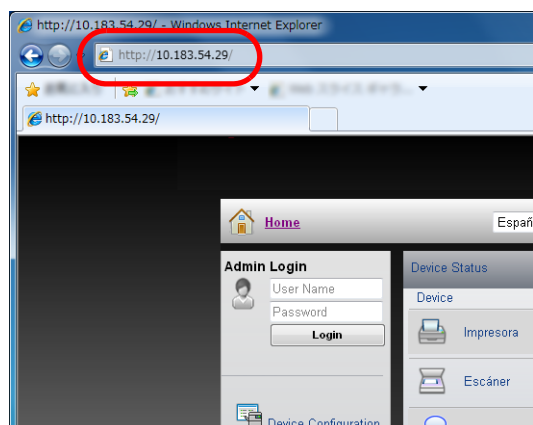 http://10.183.54.29/ - Windows Internet Explorer
http://10.183.54.29/
http://10.183.54.29/
Home
Españ
Admin Login
User Name
Password
Login
Device Configuration
Device Status
Device
Impresora
Escáner